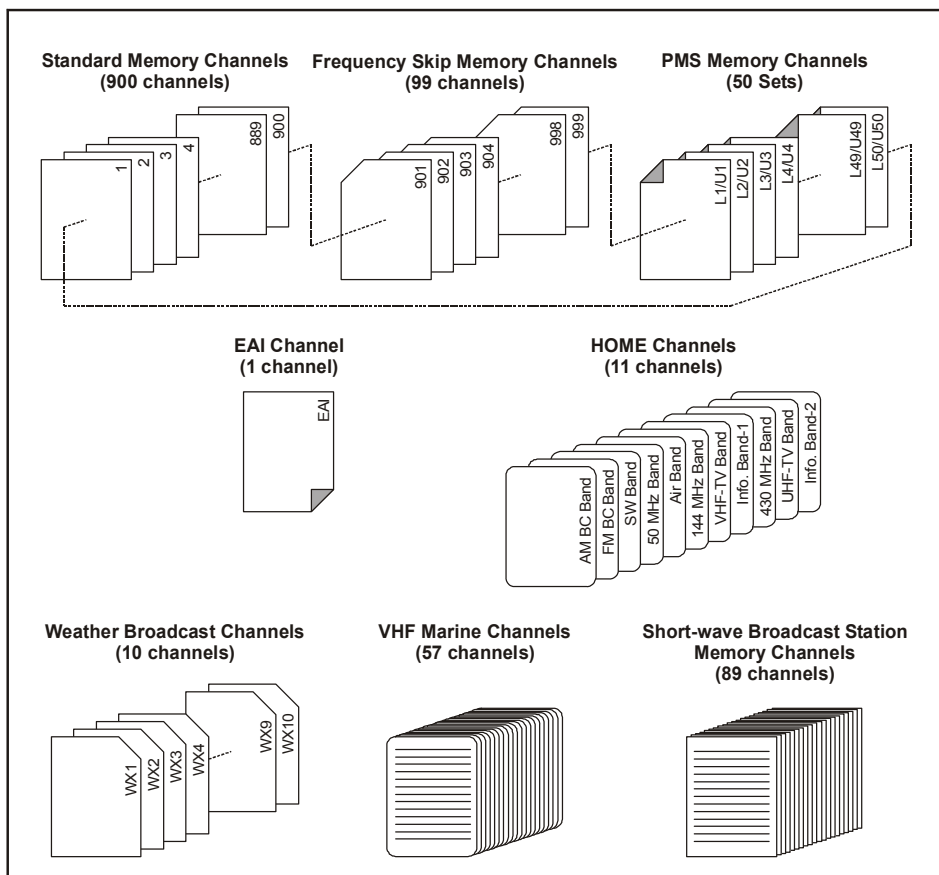 Standard Memory Channels
(900 channels)
Frequency Skip Memory Channels
(99 channels)
PMS Memory Channels
(50 Sets)
1
2
3
4
889
900
901
902
903
904
998
999
L1/U1
L2/U2
L3/U3
L4/U4
L49/U49
L50/U50
EAI Channel
(1 channel)
EAI
HOME Channels
(11 channels)
AM BC Band
FM BC Band
SW Band
50 MHz Band
Air Band
144 MHz Band
VHF-TV Band
Info. Band-1
430 MHz Band
UHF-TV Band
Info. Band-2
Weather Broadcast Channels
(10 channels)
WX1
WX2
WX3
WX4
WX9
WX10
VHF Marine Channels
(57 channels)
Short-wave Broadcast Station
Memory Channels
(89 channels)